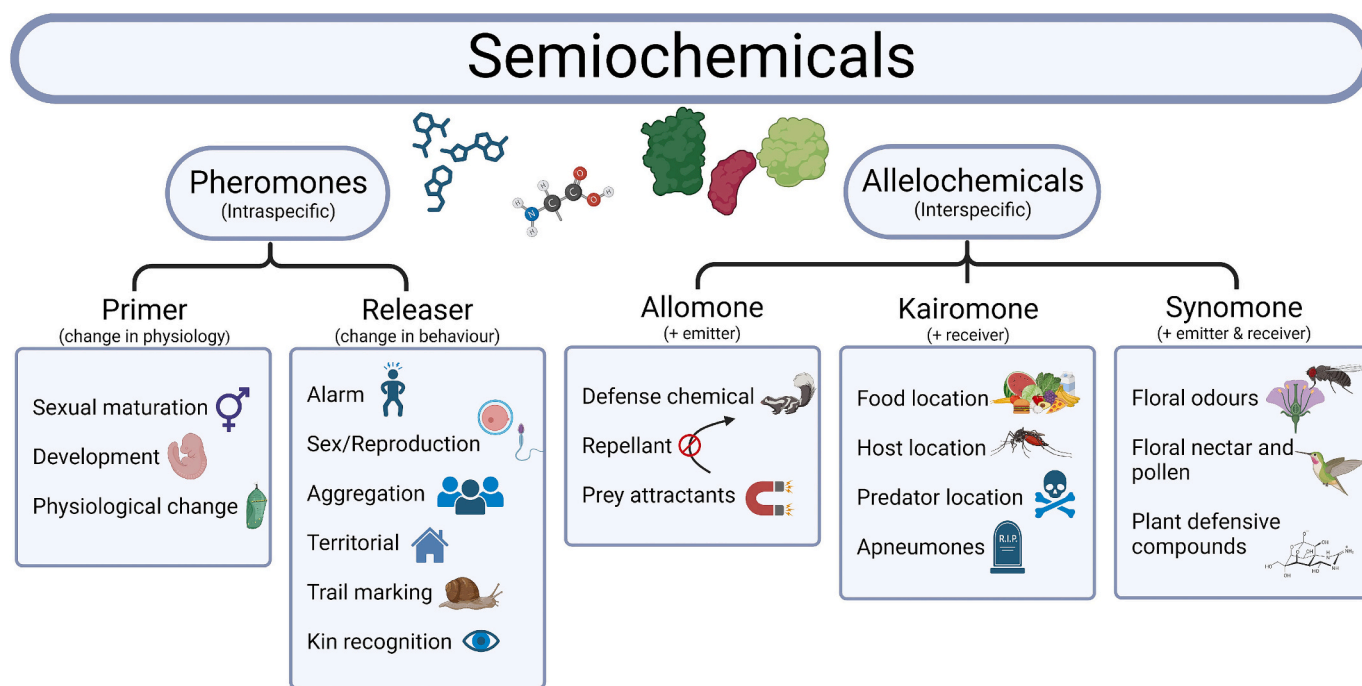 Semiochemicals
Pheromones
(Intraspecific)
Allelochemicals
(Interspecific)
Primer
(change in physiology)
Sexual maturation
Development
Physiological change
Releaser
(change in behaviour)
Alarm
Sex/Reproduction
Aggregation
Territorial
Trail marking
Kin recognition
Allomone
(+ emitter)
Defense chemical
Repellant
Prey attractants
Kairomone
(+ receiver)
Food location
Host location
Predator location
Apneumones
R.I.P.
Synomone
(+ emitter & receiver)
Floral odours
Floral nectar and
pollen
Plant defensive
compounds